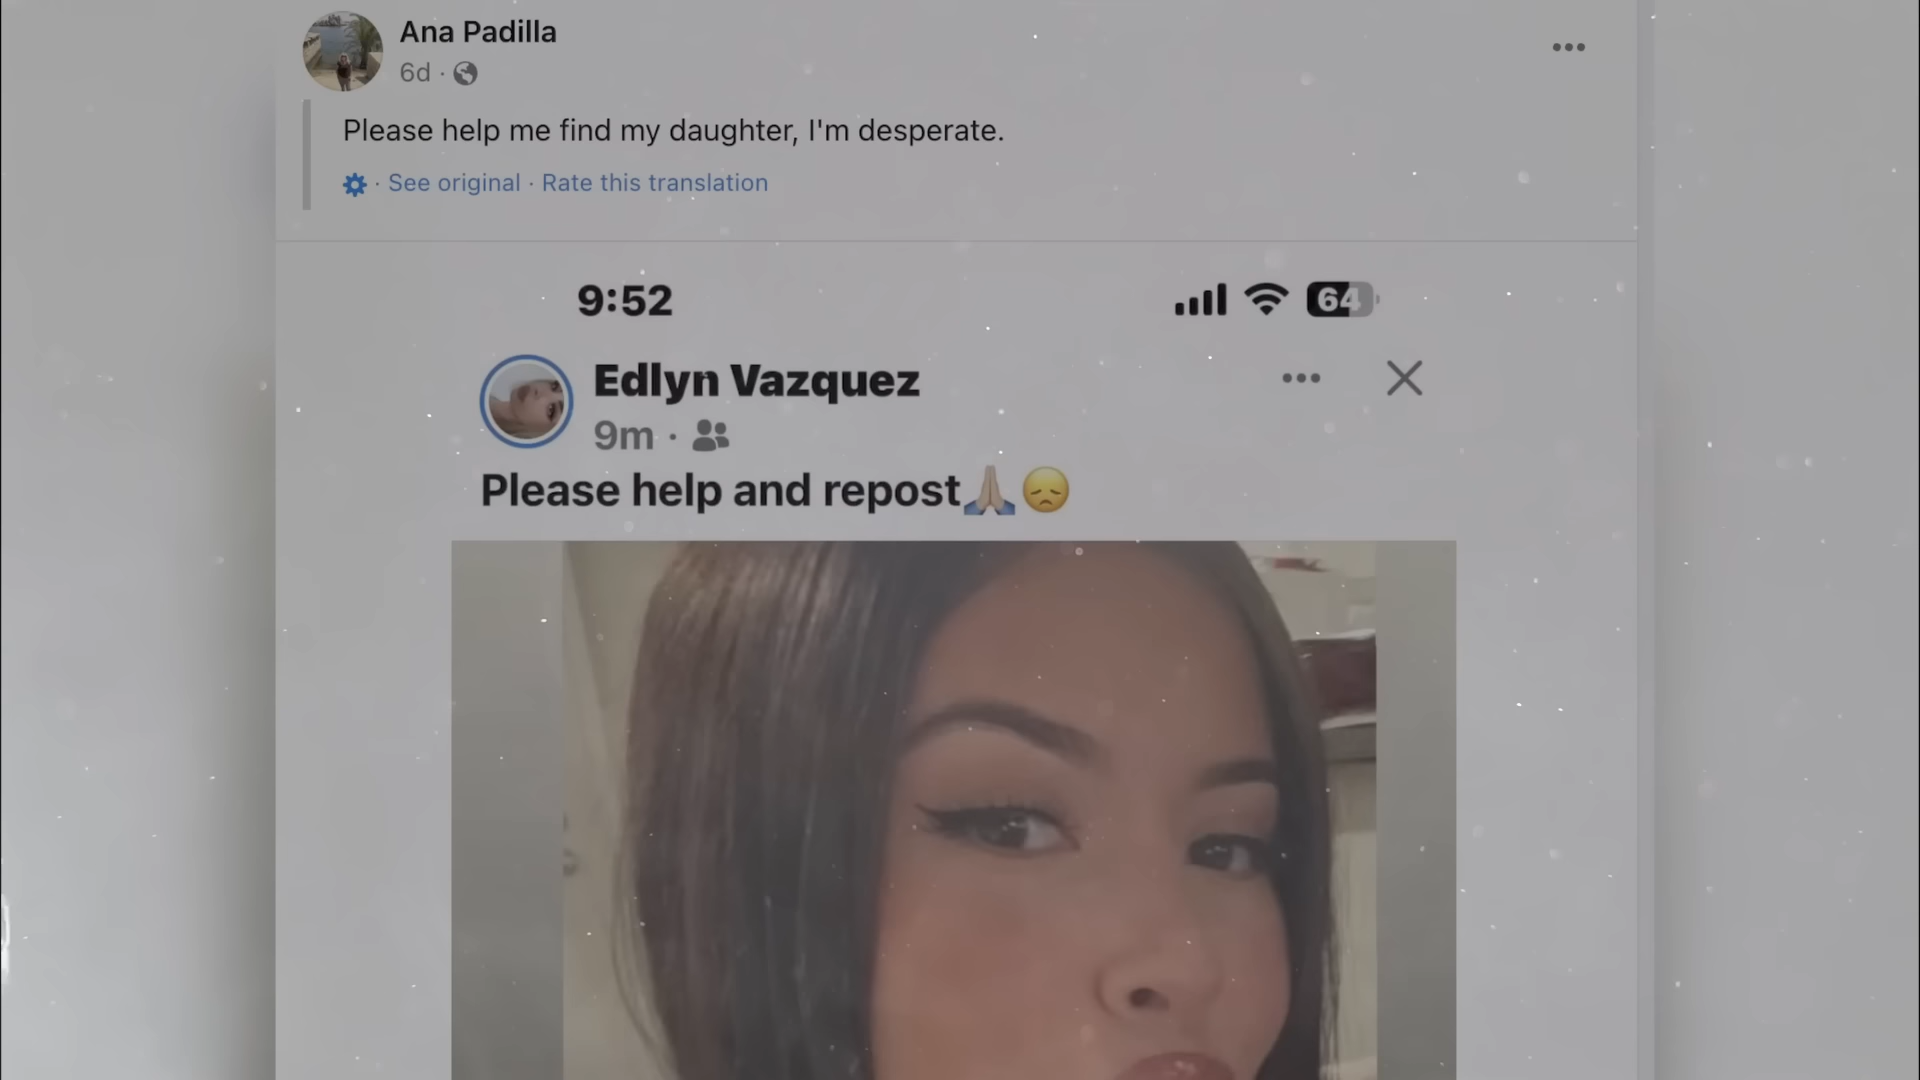 Ana Padilla
6d ·
Please help me find my daughter, I'm desperate.
· See original · Rate this translation
9:52
64
Edlyn Vazquez
9m ·
Please help and repost🙏🏼😞